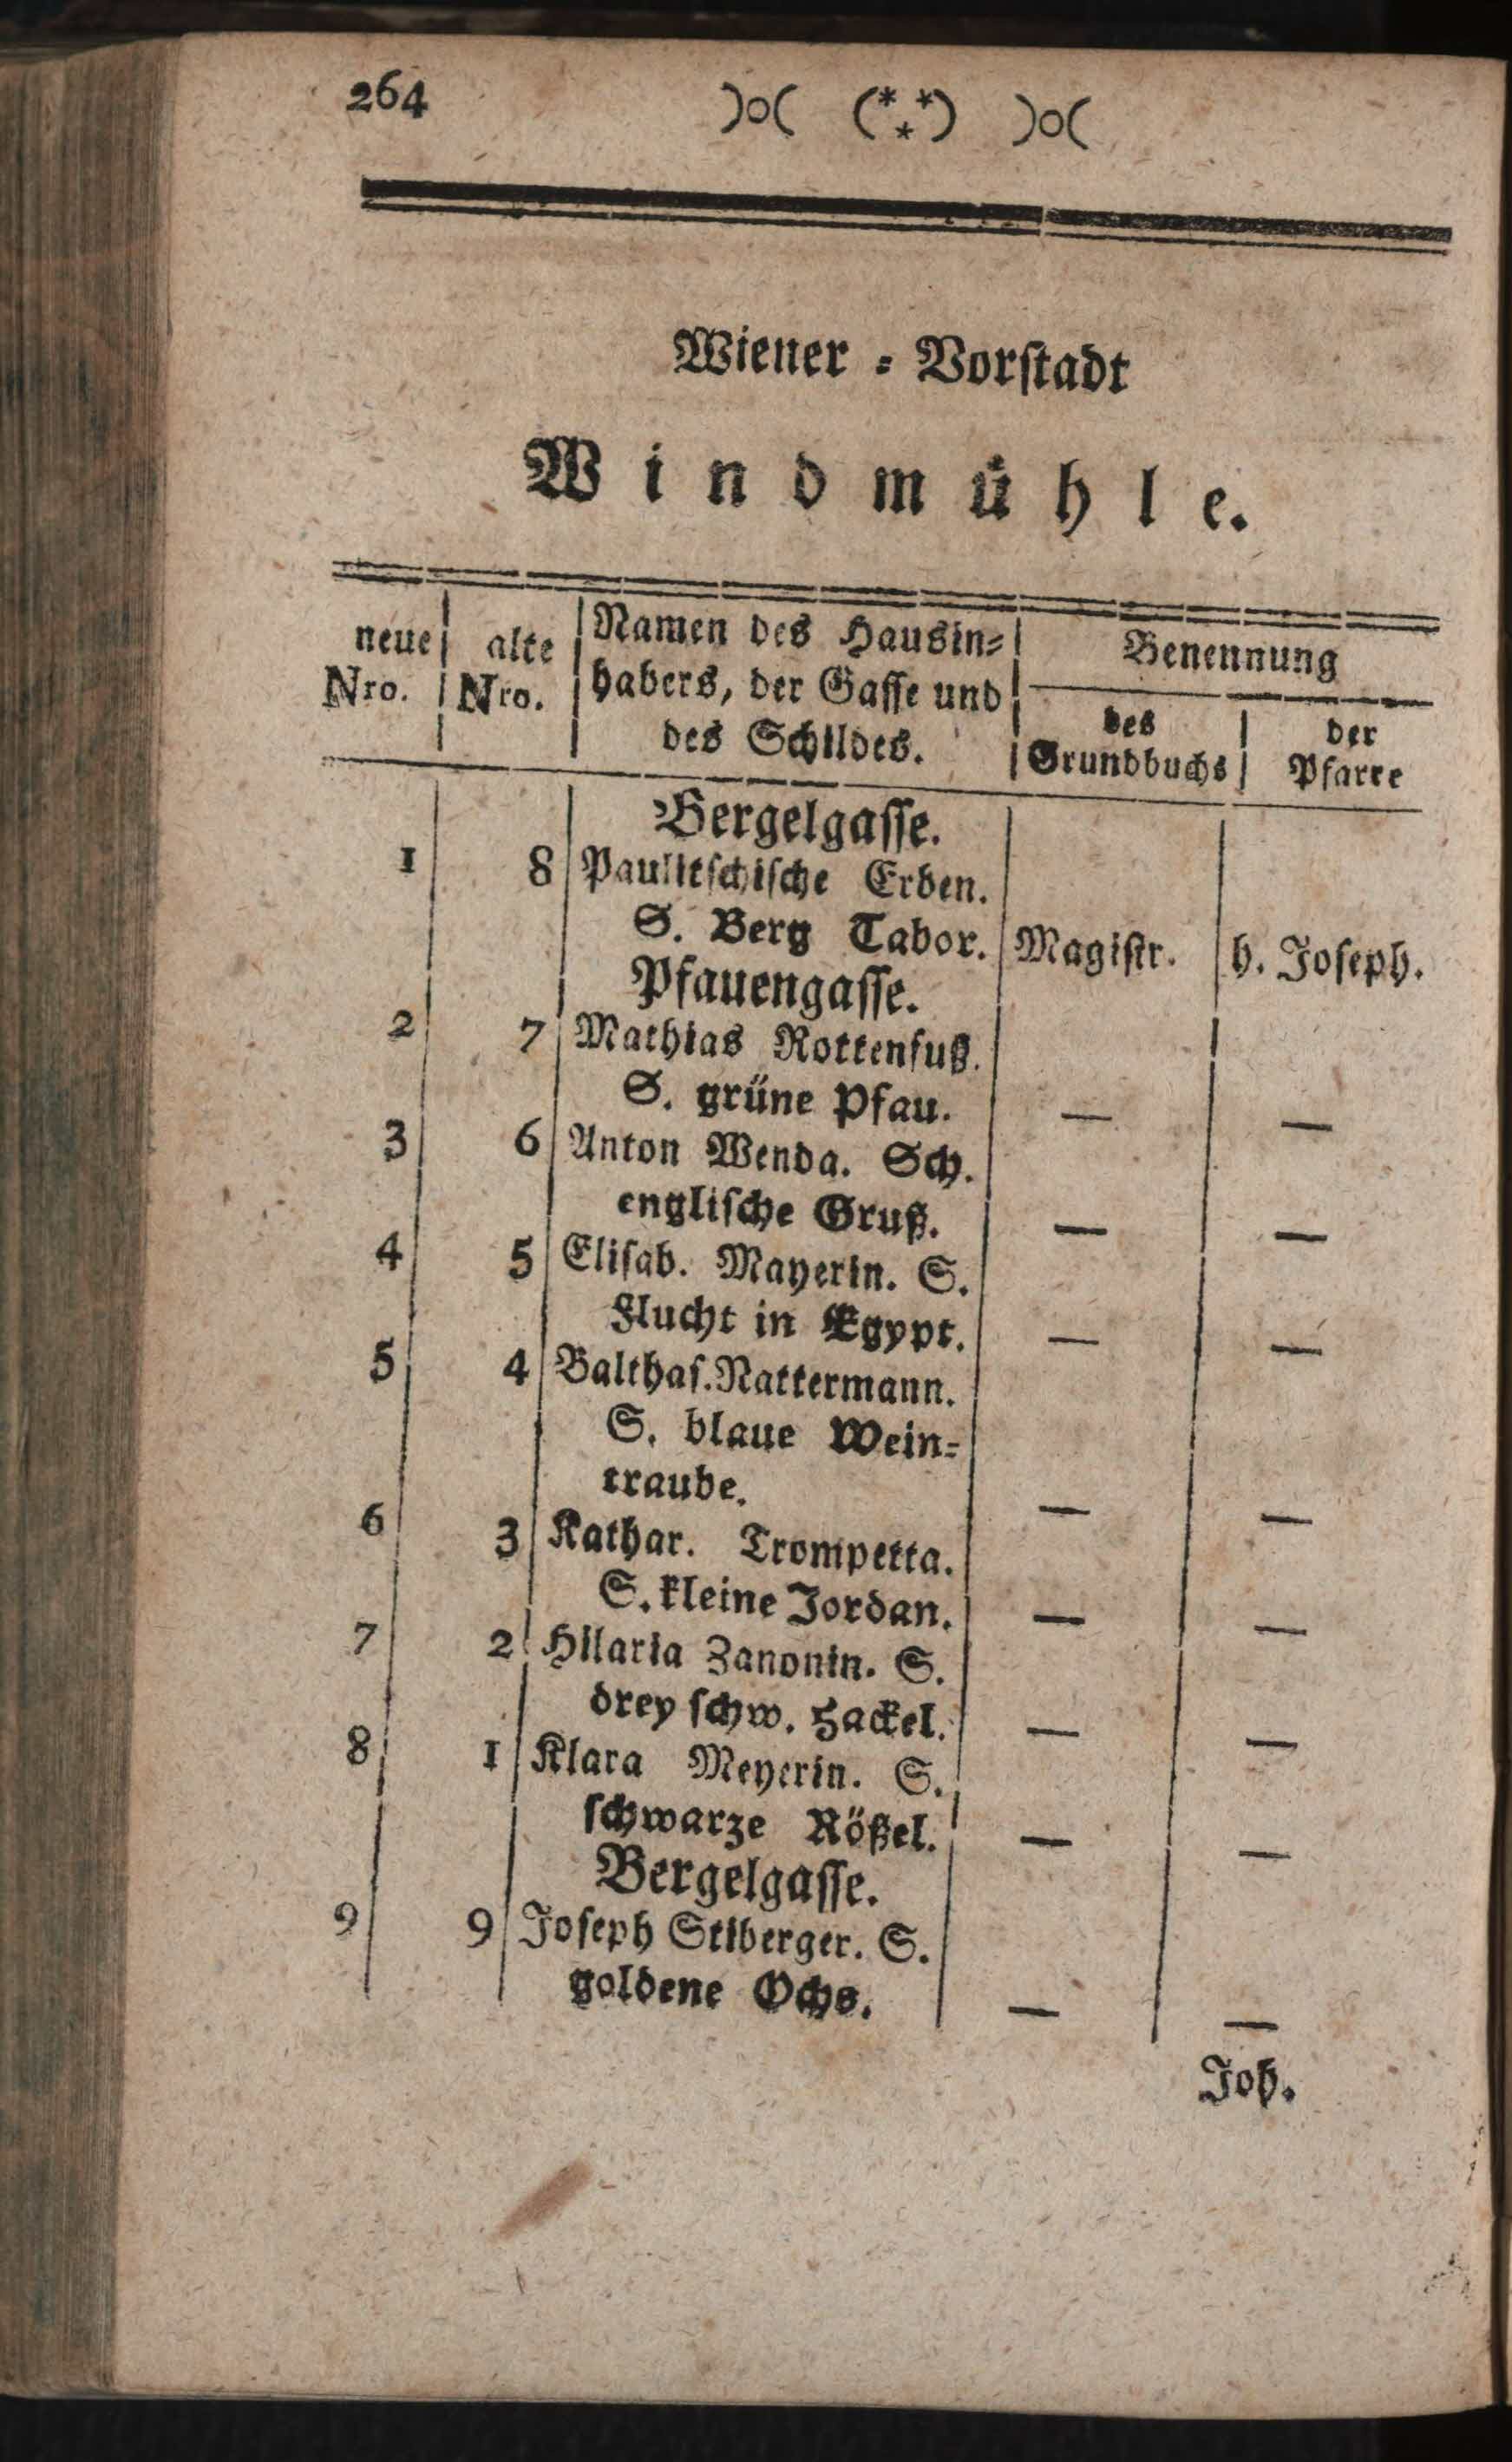 264 )o( (***) )o(
Wiener = Vorstadt
Windmühle.
neue alte Namen des Hausin= Benennung
Nro. Nro. habers, der Gasse und des der
des Schildes. Grundbuchs Pfarre
Bergelgasse.
1 8 Paulitschische Erben.
S. Berg Tabor. Magistr. h. Joseph.
Pfauengasse.
2 7 Mathias Rottenfuß.
S. grüne Pfau. — —
3 6 Anton Wenda. Sch.
englische Gruß. — —
4 5 Elisab. Mayerin. S.
Flucht in Egypt. — —
5 4 Balthas. Nattermann.
S. blaue Wein=
traube. — —
6 3 Kathar. Trompetta.
S. kleine Jordan. — —
7 2 Hilaria Zanonin. S.
drey schw. Hackel. — —
8 1 Klara Meyerin. S.
schwarze Rößel. — —
Bergelgasse.
9 9 Joseph Stiberger. S.
goldene Ochs. — —
Joh.